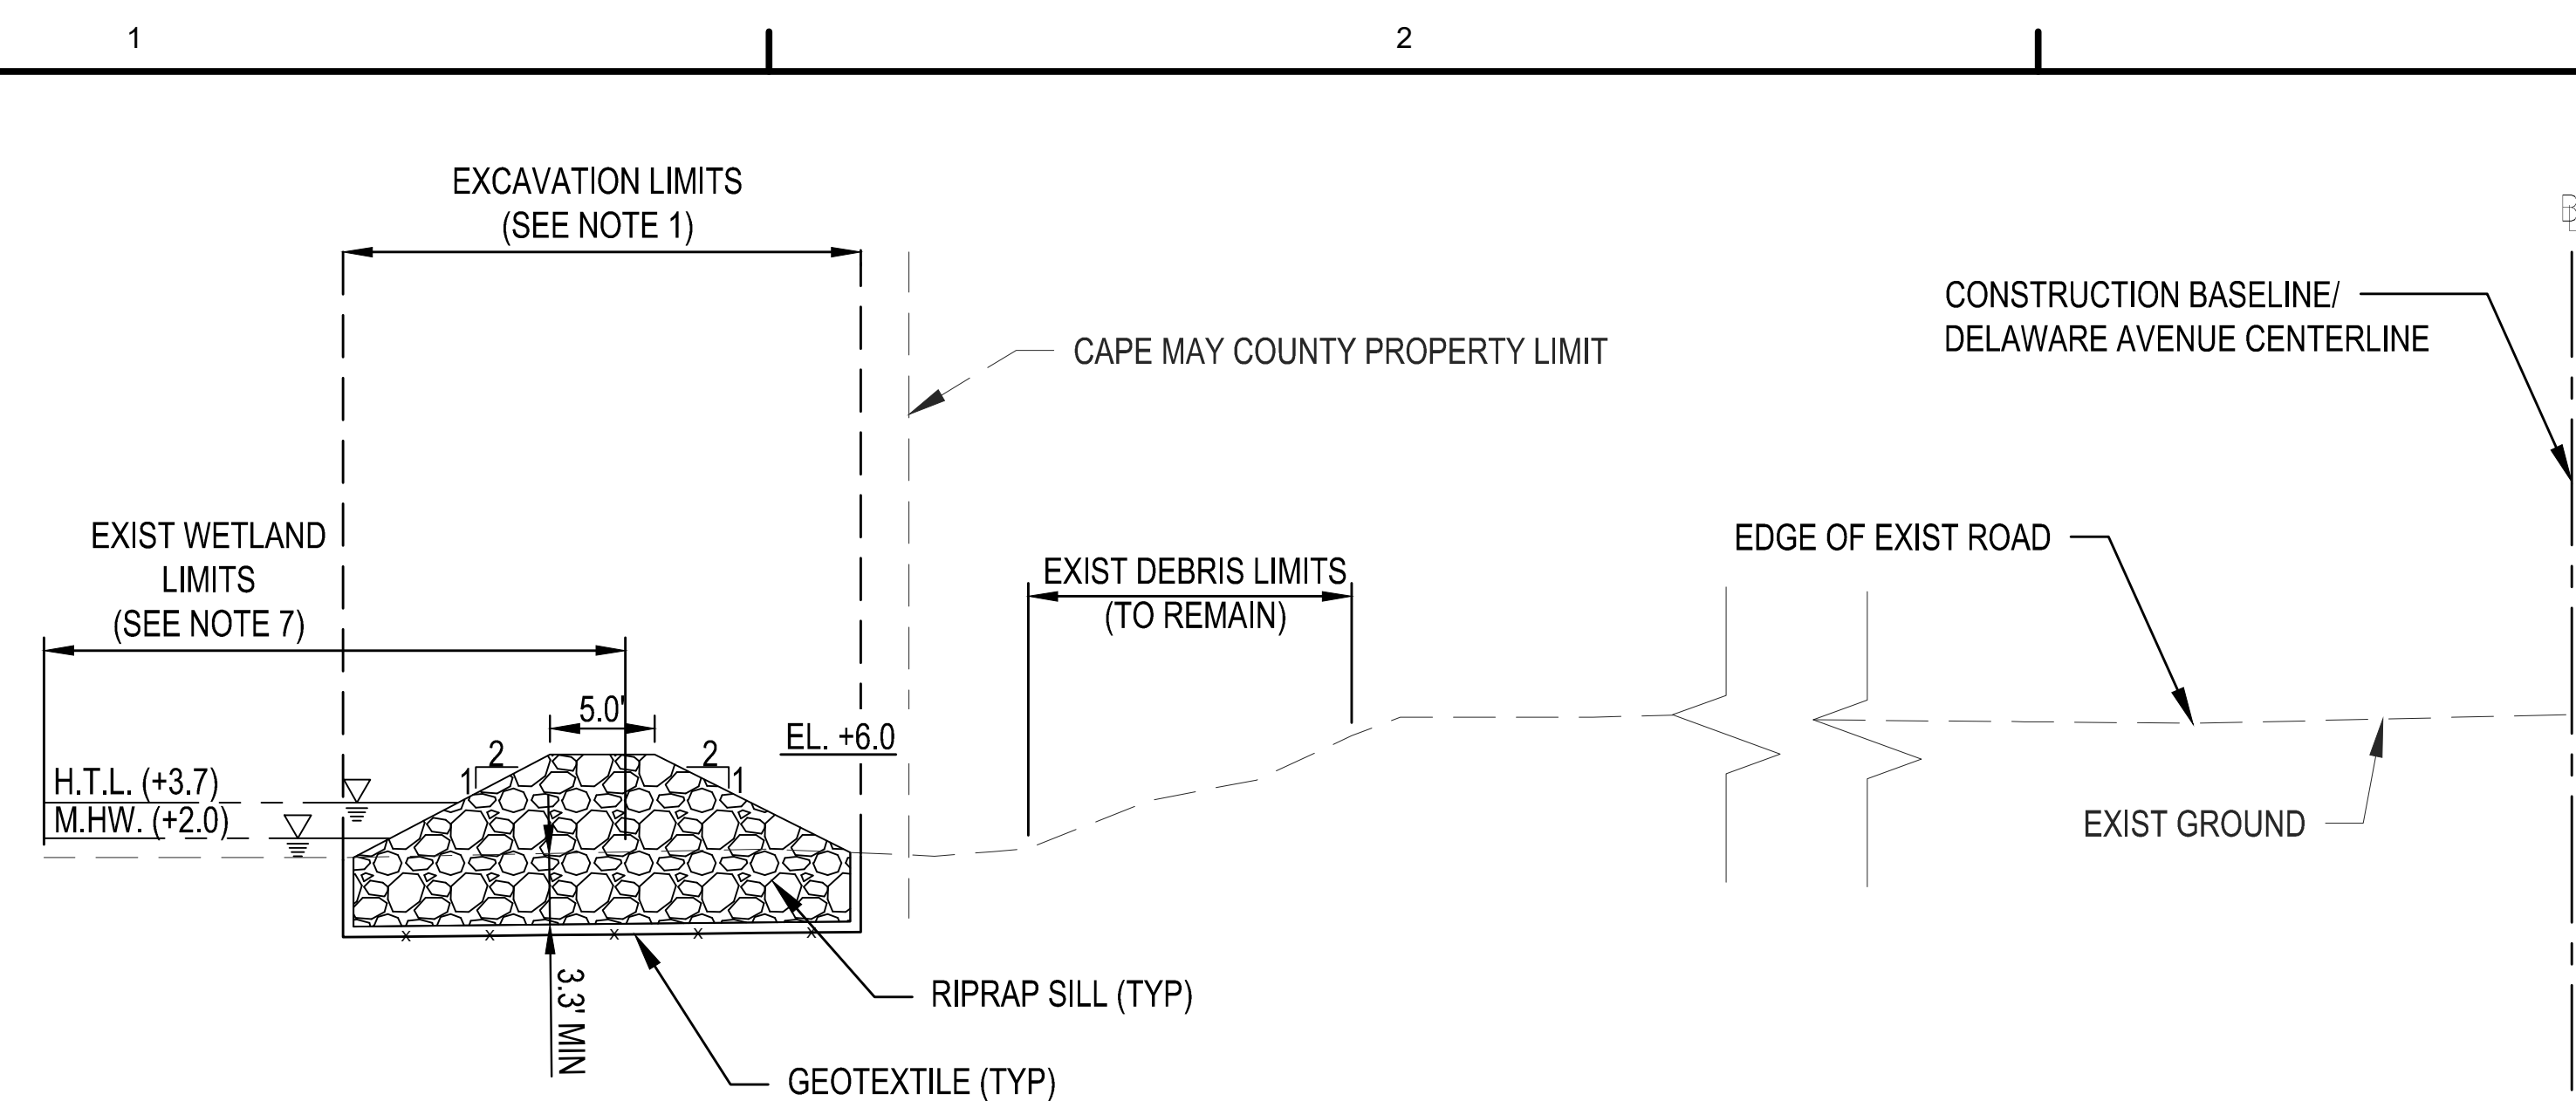 1
2
EXCAVATION LIMITS
(SEE NOTE 1)
CONSTRUCTION BASELINE/
DELAWARE AVENUE CENTERLINE
CAPE MAY COUNTY PROPERTY LIMIT
EXIST WETLAND
LIMITS
(SEE NOTE 7)
EDGE OF EXIST ROAD
EXIST DEBRIS LIMITS
(TO REMAIN)
5.0'
EL. +6.0
2
1
2
1
H.T.L. (+3.7)
M.HW. (+2.0)
EXIST GROUND
3.3' MIN
RIPRAP SILL (TYP)
GEOTEXTILE (TYP)